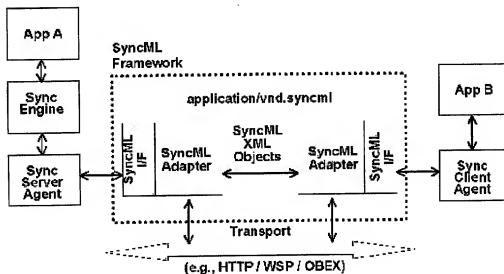 App A
SyncML
Framework
Sync
Engine
application/vnd.syncml
App B
SyncML I/F
SyncML
Adapter
SyncML
XML
Objects
SyncML
Adapter
SyncML I/F
Sync
Server
Agent
Sync
Client
Agent
Transport
(e.g., HTTP / WSP / OBEX)